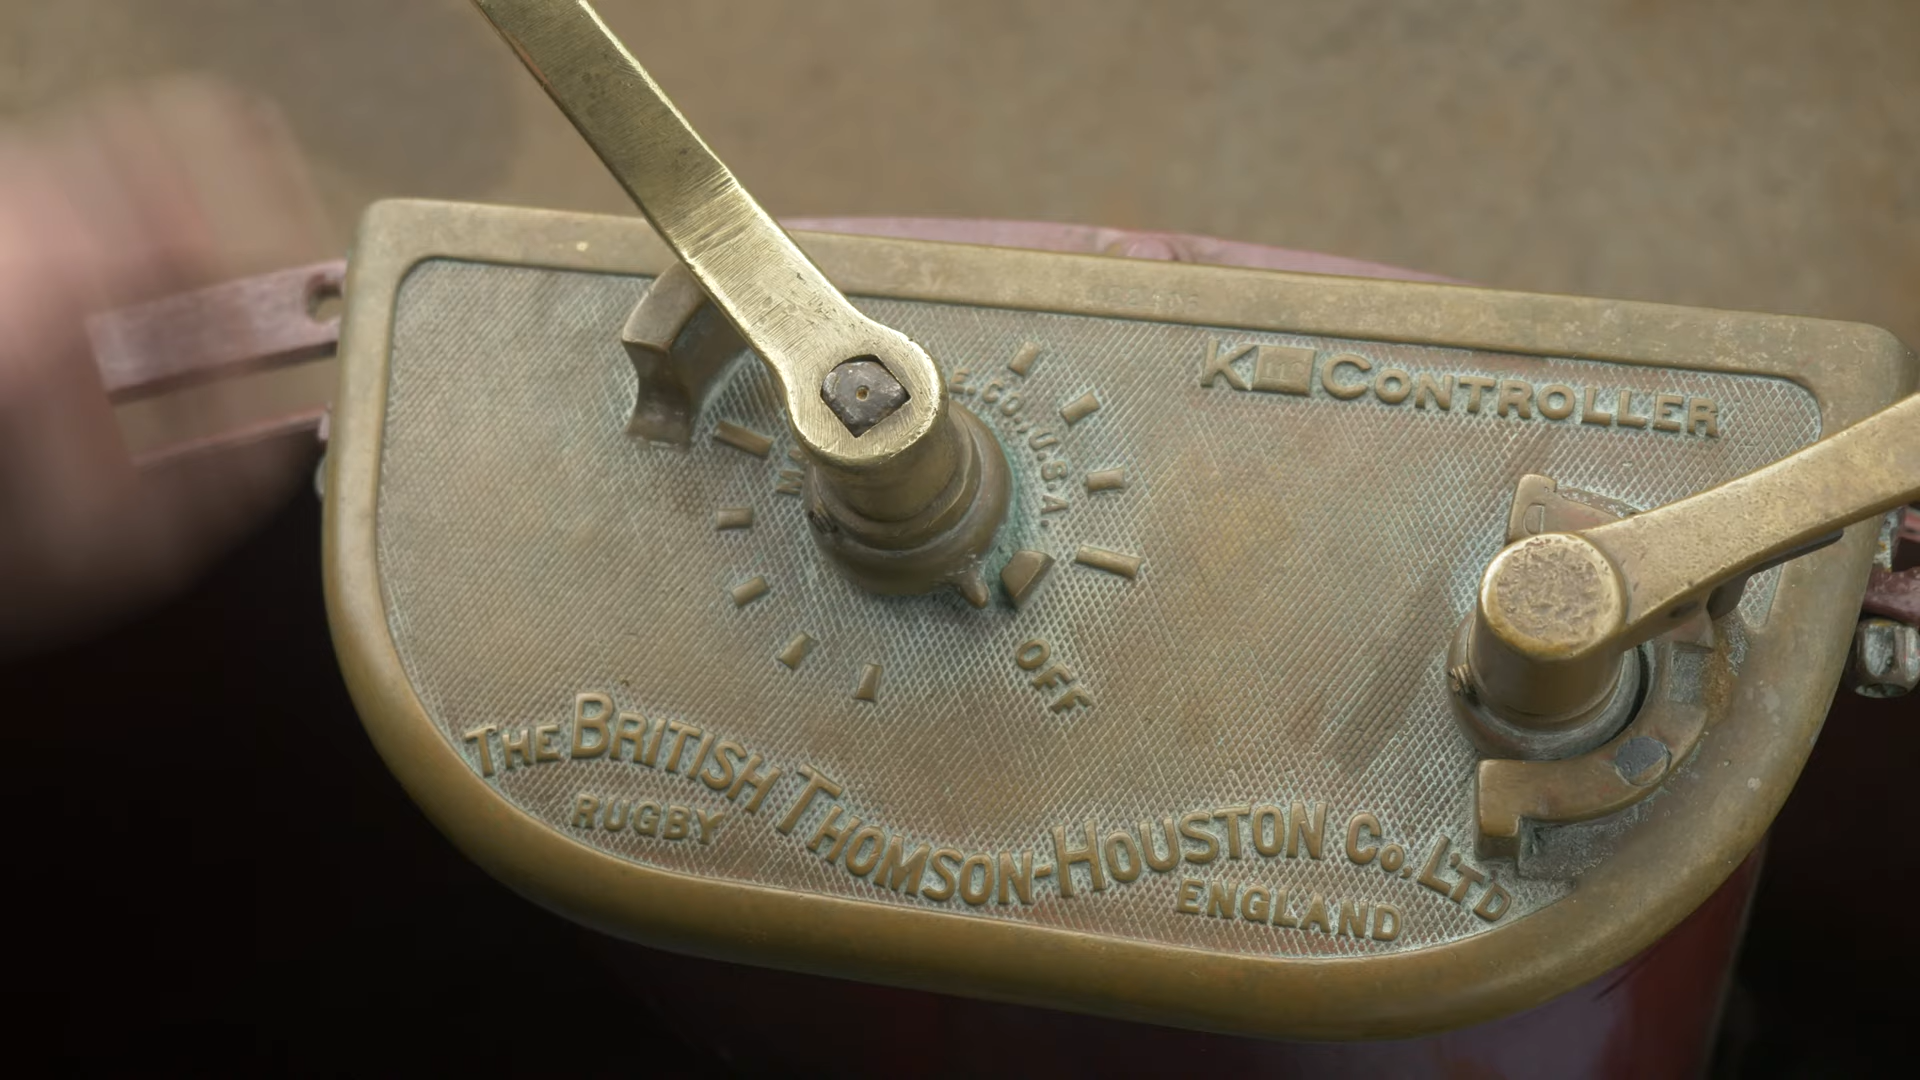 K CONTROLLER
E. CO., U.S.A.
OFF
THE BRITISH THOMSON-HOUSTON Co. LTD
RUGBY
ENGLAND